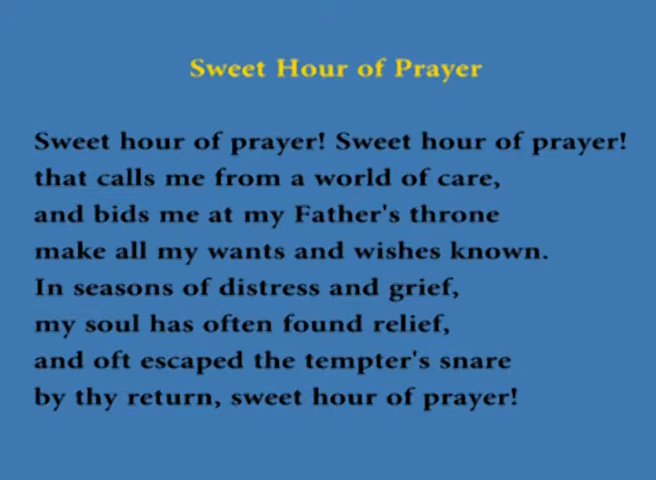 Sweet Hour of Prayer
Sweet hour of prayer! Sweet hour of prayer!
that calls me from a world of care,
and bids me at my Father's throne
make all my wants and wishes known.
In seasons of distress and grief,
my soul has often found relief,
and oft escaped the tempter's snare
by thy return, sweet hour of prayer!